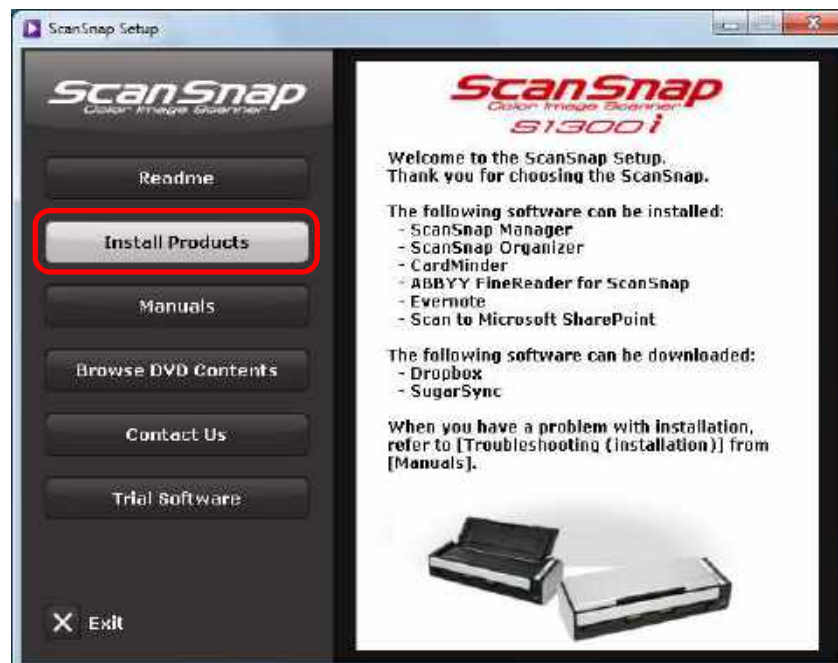 ScanSnap Setup
ScanSnap
Color Image Scanner
Readme
Install Products
Manuals
Browse DVD Contents
Contact Us
Trial Software
Exit
ScanSnap
Color Image Scanner
S1300i
Welcome to the ScanSnap Setup.
Thank you for choosing the ScanSnap.
The following software can be installed:
- ScanSnap Manager
- ScanSnap Organizer
- CardMinder
- ABBYY FineReader for ScanSnap
- Evernote
- Scan to Microsoft SharePoint
The following software can be downloaded:
- Dropbox
- SugarSync
When you have a problem with installation,
refer to [Troubleshooting (installation)] from
[Manuals].